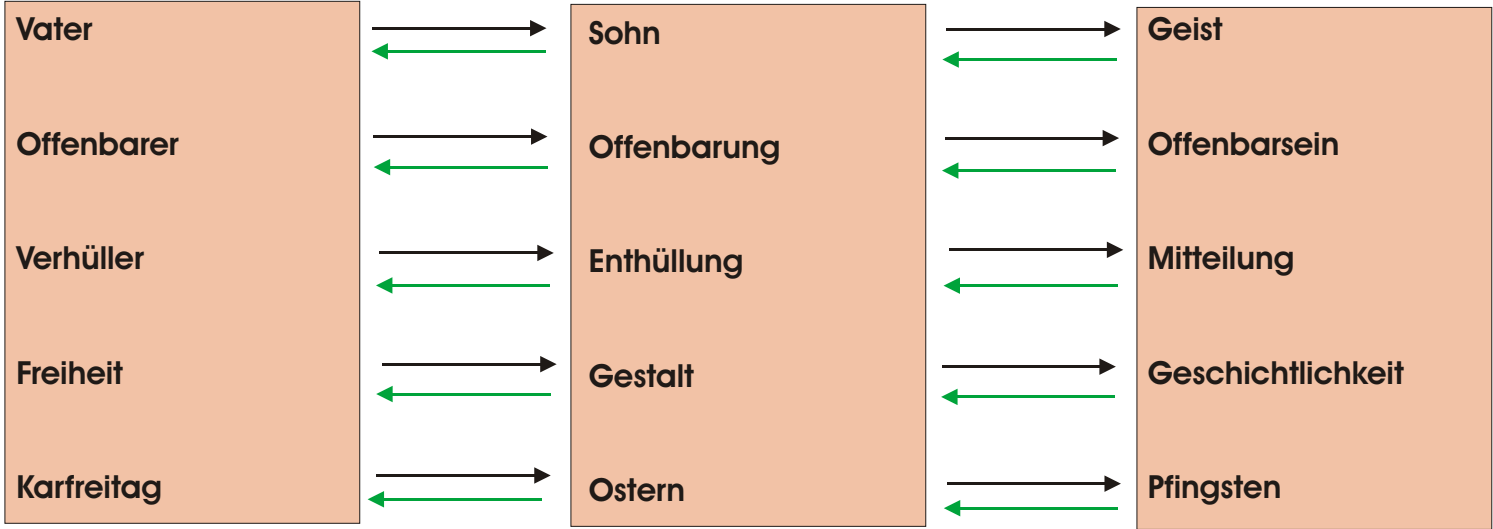 Vater Sohn Geist
Offenbarer Offenbarung Offenbarsein
Verhüller Enthüllung Mitteilung
Freiheit Gestalt Geschichtlichkeit
Karfreitag Ostern Pfingsten